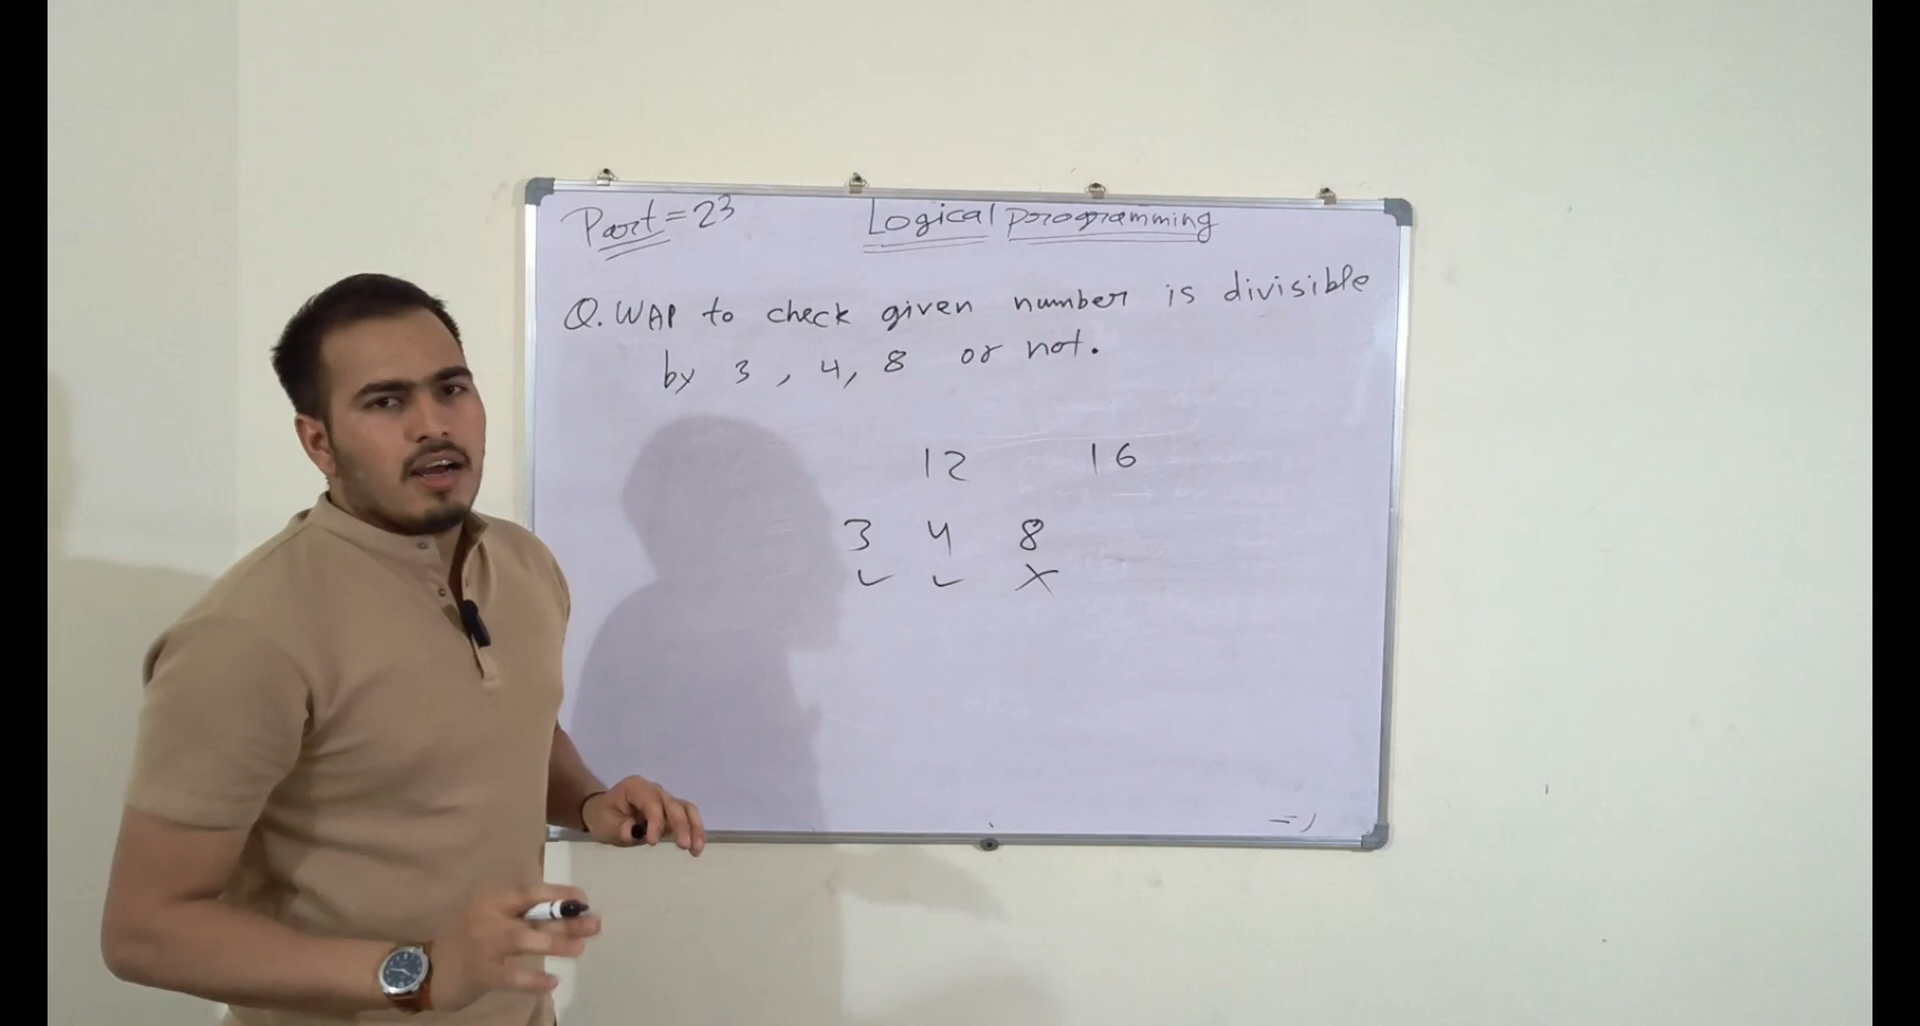 Part = 23 Logical programming
Q. WAP to check given number is divisible
by 3, 4, 8 or not.
12 16
3 4 8